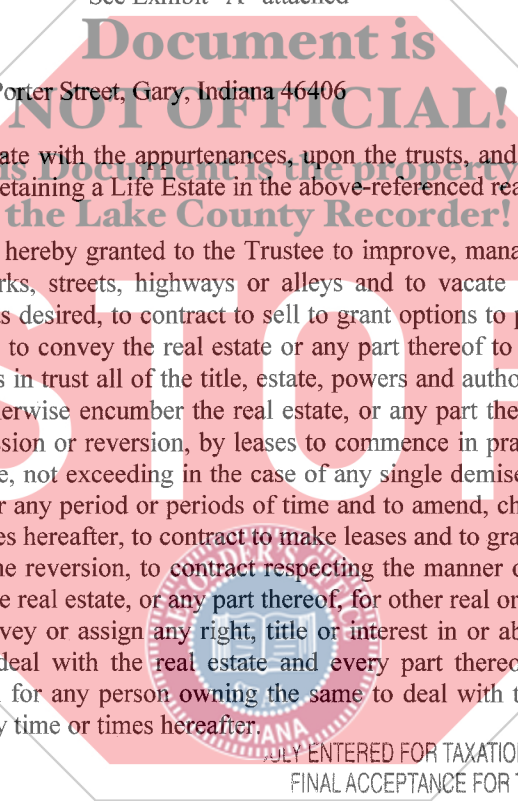 See Exhibit "A" attached
Document is
Porter Street, Gary, Indiana 46406
NOT OFFICIAL!
ate with the appurtenances, upon the trusts, and
is Document is the property
etaining a Life Estate in the above-referenced rea
the Lake County Recorder!
hereby granted to the Trustee to improve, mana
rks, streets, highways or alleys and to vacate
s desired, to contract to sell to grant options to p
to convey the real estate or any part thereof to
s in trust all of the title, estate, powers and autho
erwise encumber the real estate, or any part the
STOP
ssion or reversion, by leases to commence in pra
e, not exceeding in the case of any single demise
r any period or periods of time and to amend, ch
es hereafter, to contract to make leases and to gra
ne reversion, to contract respecting the manner o
e real estate, or any part thereof, for other real or
vey or assign any right, title or interest in or ab
deal with the real estate and every part thereo
for any person owning the same to deal with t
y time or times hereafter.
RECORDER'S OFFICE
INDIANA
DULY ENTERED FOR TAXATIO
FINAL ACCEPTANCE FOR T